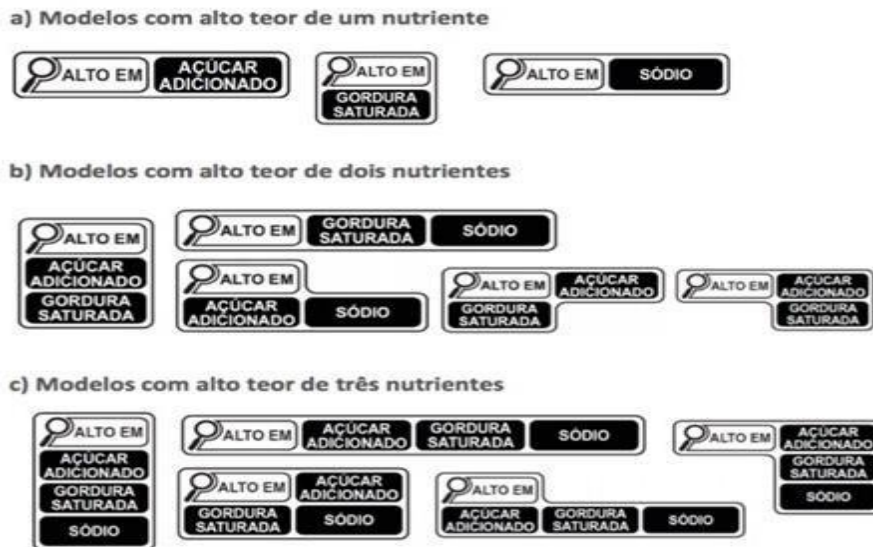 a) Modelos com alto teor de um nutriente
ALTO EM
AÇÚCAR
ADICIONADO
ALTO EM
GORDURA
SATURADA
ALTO EM
SÓDIO
b) Modelos com alto teor de dois nutrientes
ALTO EM
AÇÚCAR
ADICIONADO
GORDURA
SATURADA
ALTO EM
GORDURA
SATURADA
SÓDIO
ALTO EM
AÇÚCAR
ADICIONADO
SÓDIO
ALTO EM
AÇÚCAR
ADICIONADO
GORDURA
SATURADA
ALTO EM
AÇÚCAR
ADICIONADO
GORDURA
SATURADA
c) Modelos com alto teor de três nutrientes
ALTO EM
AÇÚCAR
ADICIONADO
GORDURA
SATURADA
SÓDIO
ALTO EM
AÇÚCAR
ADICIONADO
GORDURA
SATURADA
SÓDIO
ALTO EM
AÇÚCAR
ADICIONADO
GORDURA
SATURADA
SÓDIO
ALTO EM
AÇÚCAR
ADICIONADO
GORDURA
SATURADA
SÓDIO
ALTO EM
AÇÚCAR
ADICIONADO
GORDURA
SATURADA
SÓDIO